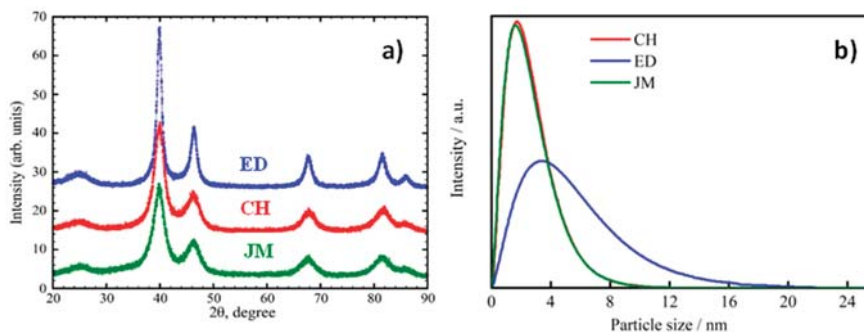 a)
70
60
50
40
30
20
10
0
Intensity (arb. units)
ED
CH
JM
20 30 40 50 60 70 80 90
2θ, degree
b)
CH
ED
JM
Intensity / a.u.
0 4 8 12 16 20 24
Particle size / nm